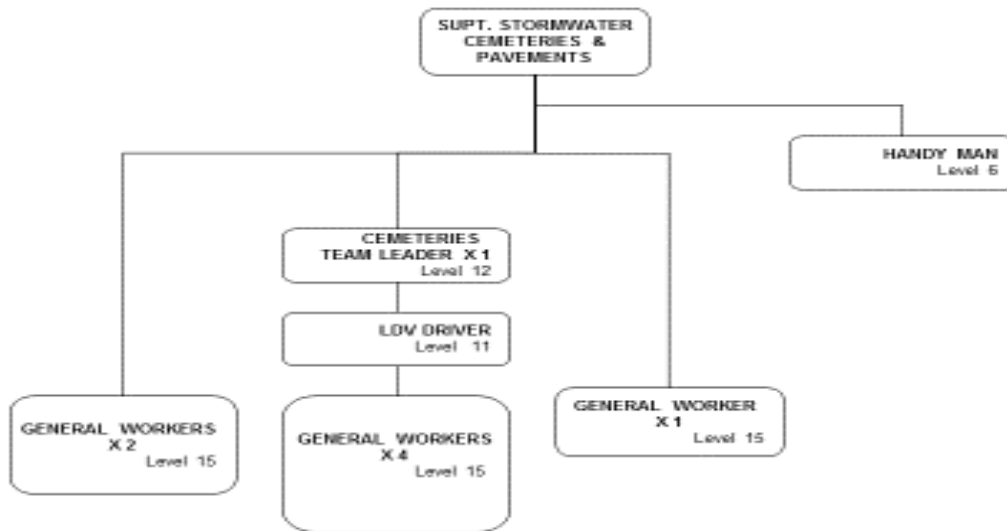 SUPT. STORMWATER
CEMETERIES &
PAVEMENTS
HANDY MAN
Level 6
CEMETERIES
TEAM LEADER X 1
Level 12
LDV DRIVER
Level 11
GENERAL WORKERS
X 2
Level 15
GENERAL WORKERS
X 4
Level 15
GENERAL WORKER
X 1
Level 15